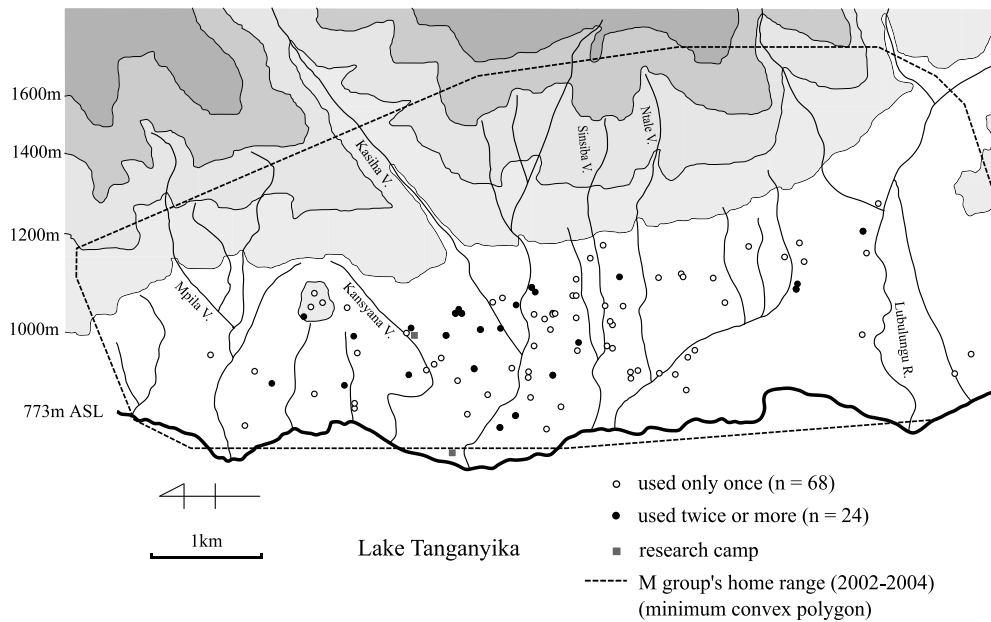 1600m
1400m
1200m
1000m
773m ASL
Mpila V.
Kansyana V.
Kasiha V.
Sinsiba V.
Ntale V.
Lubulungu R.
1km
Lake Tanganyika
used only once (n = 68)
used twice or more (n = 24)
research camp
M group's home range (2002-2004)
(minimum convex polygon)